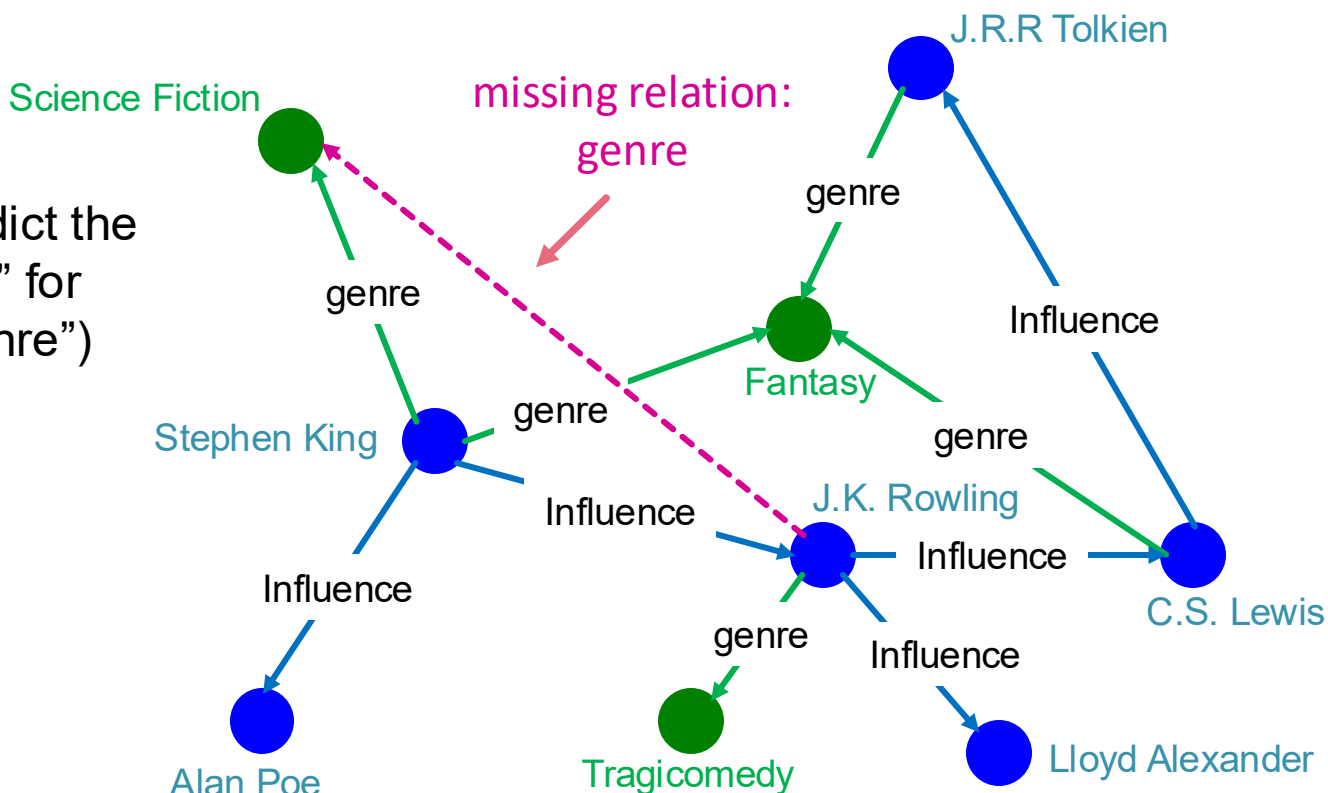 J.R.R Tolkien
Science Fiction
missing relation:
genre
dict the
” for
nre”)
genre
genre
Influence
Fantasy
genre
Stephen King
genre
J.K. Rowling
Influence
Influence
C.S. Lewis
Influence
genre
Influence
Lloyd Alexander
Tragicomedy
Alan Poe